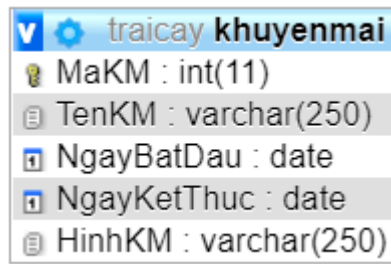 v traicay khuyenmai
MaKM : int(11)
TenKM : varchar(250)
NgayBatDau : date
NgayKetThuc : date
HinhKM : varchar(250)